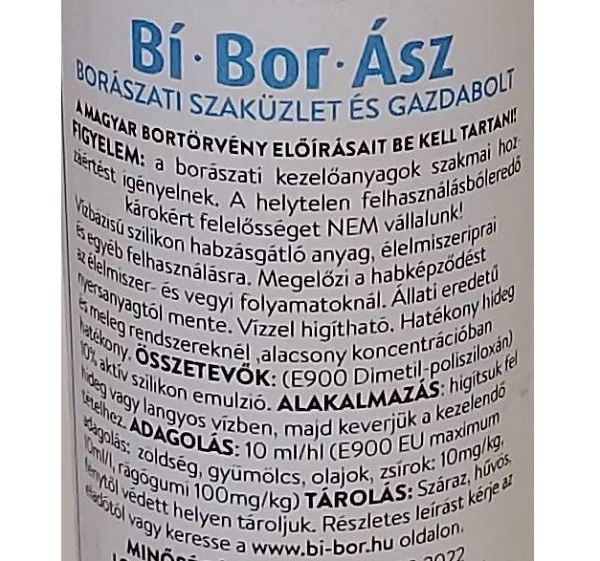 Bí·Bor·Ász
BORÁSZATI SZAKÜZLET ÉS GAZDABOLT
A MAGYAR BORTÖRVÉNY ELŐÍRÁSAIT BE KELL TARTANI!
FIGYELEM: a borászati kezelőanyagok szakmai hoz-
záértést igényelnek. A helytelen felhasználásbóleredő
károkért felelősséget NEM vállalunk!
Vízbázisú szilikon habzásgátló anyag, élelmiszeriprai
és egyéb felhasználásra. Megelőzi a habképződést
az élelmiszer- és vegyi folyamatoknál. Állati eredetű
nyersanyagtól mente. Vízzel higítható. Hatékony hideg
és meleg rendszereknél ,alacsony koncentrációban
hatékony. ÖSSZETEVŐK: (E900 Dimetil-polisziloxán)
10% aktív szilikon emulzió. ALAKALMAZÁS: higítsuk fel
hideg vagy langyos vízben, majd keverjük a kezelendő
tételhez. ADAGOLÁS: 10 ml/hl (E900 EU maximum
adagolás; zöldség, gyümölcs, olajok, zsírok: 10mg/kg,
10ml/l, rágógumi 100mg/kg) TÁROLÁS: Száraz, hűvös,
fénytől védett helyen tároljuk. Részletes leírást kérje az
eladótól vagy keresse a www.bi-bor.hu oldalon.
2022